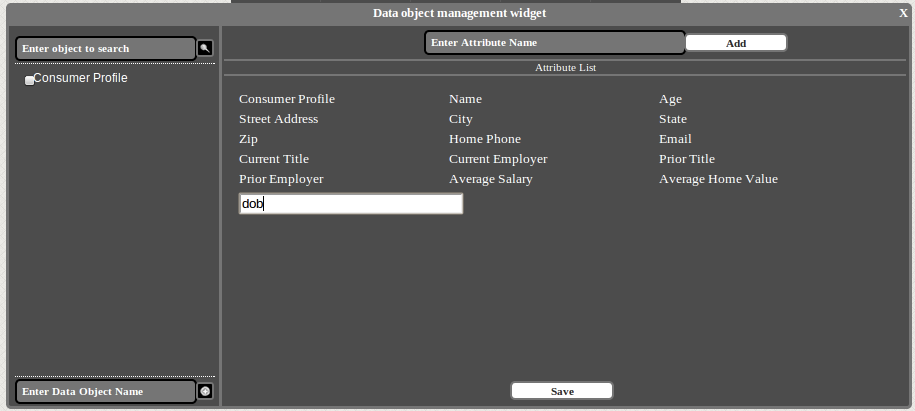 Data object management widget X
Enter object to search
Consumer Profile
Enter Data Object Name
Enter Attribute Name Add
Attribute List
Consumer Profile Name Age
Street Address City State
Zip Home Phone Email
Current Title Current Employer Prior Title
Prior Employer Average Salary Average Home Value
dob
Save